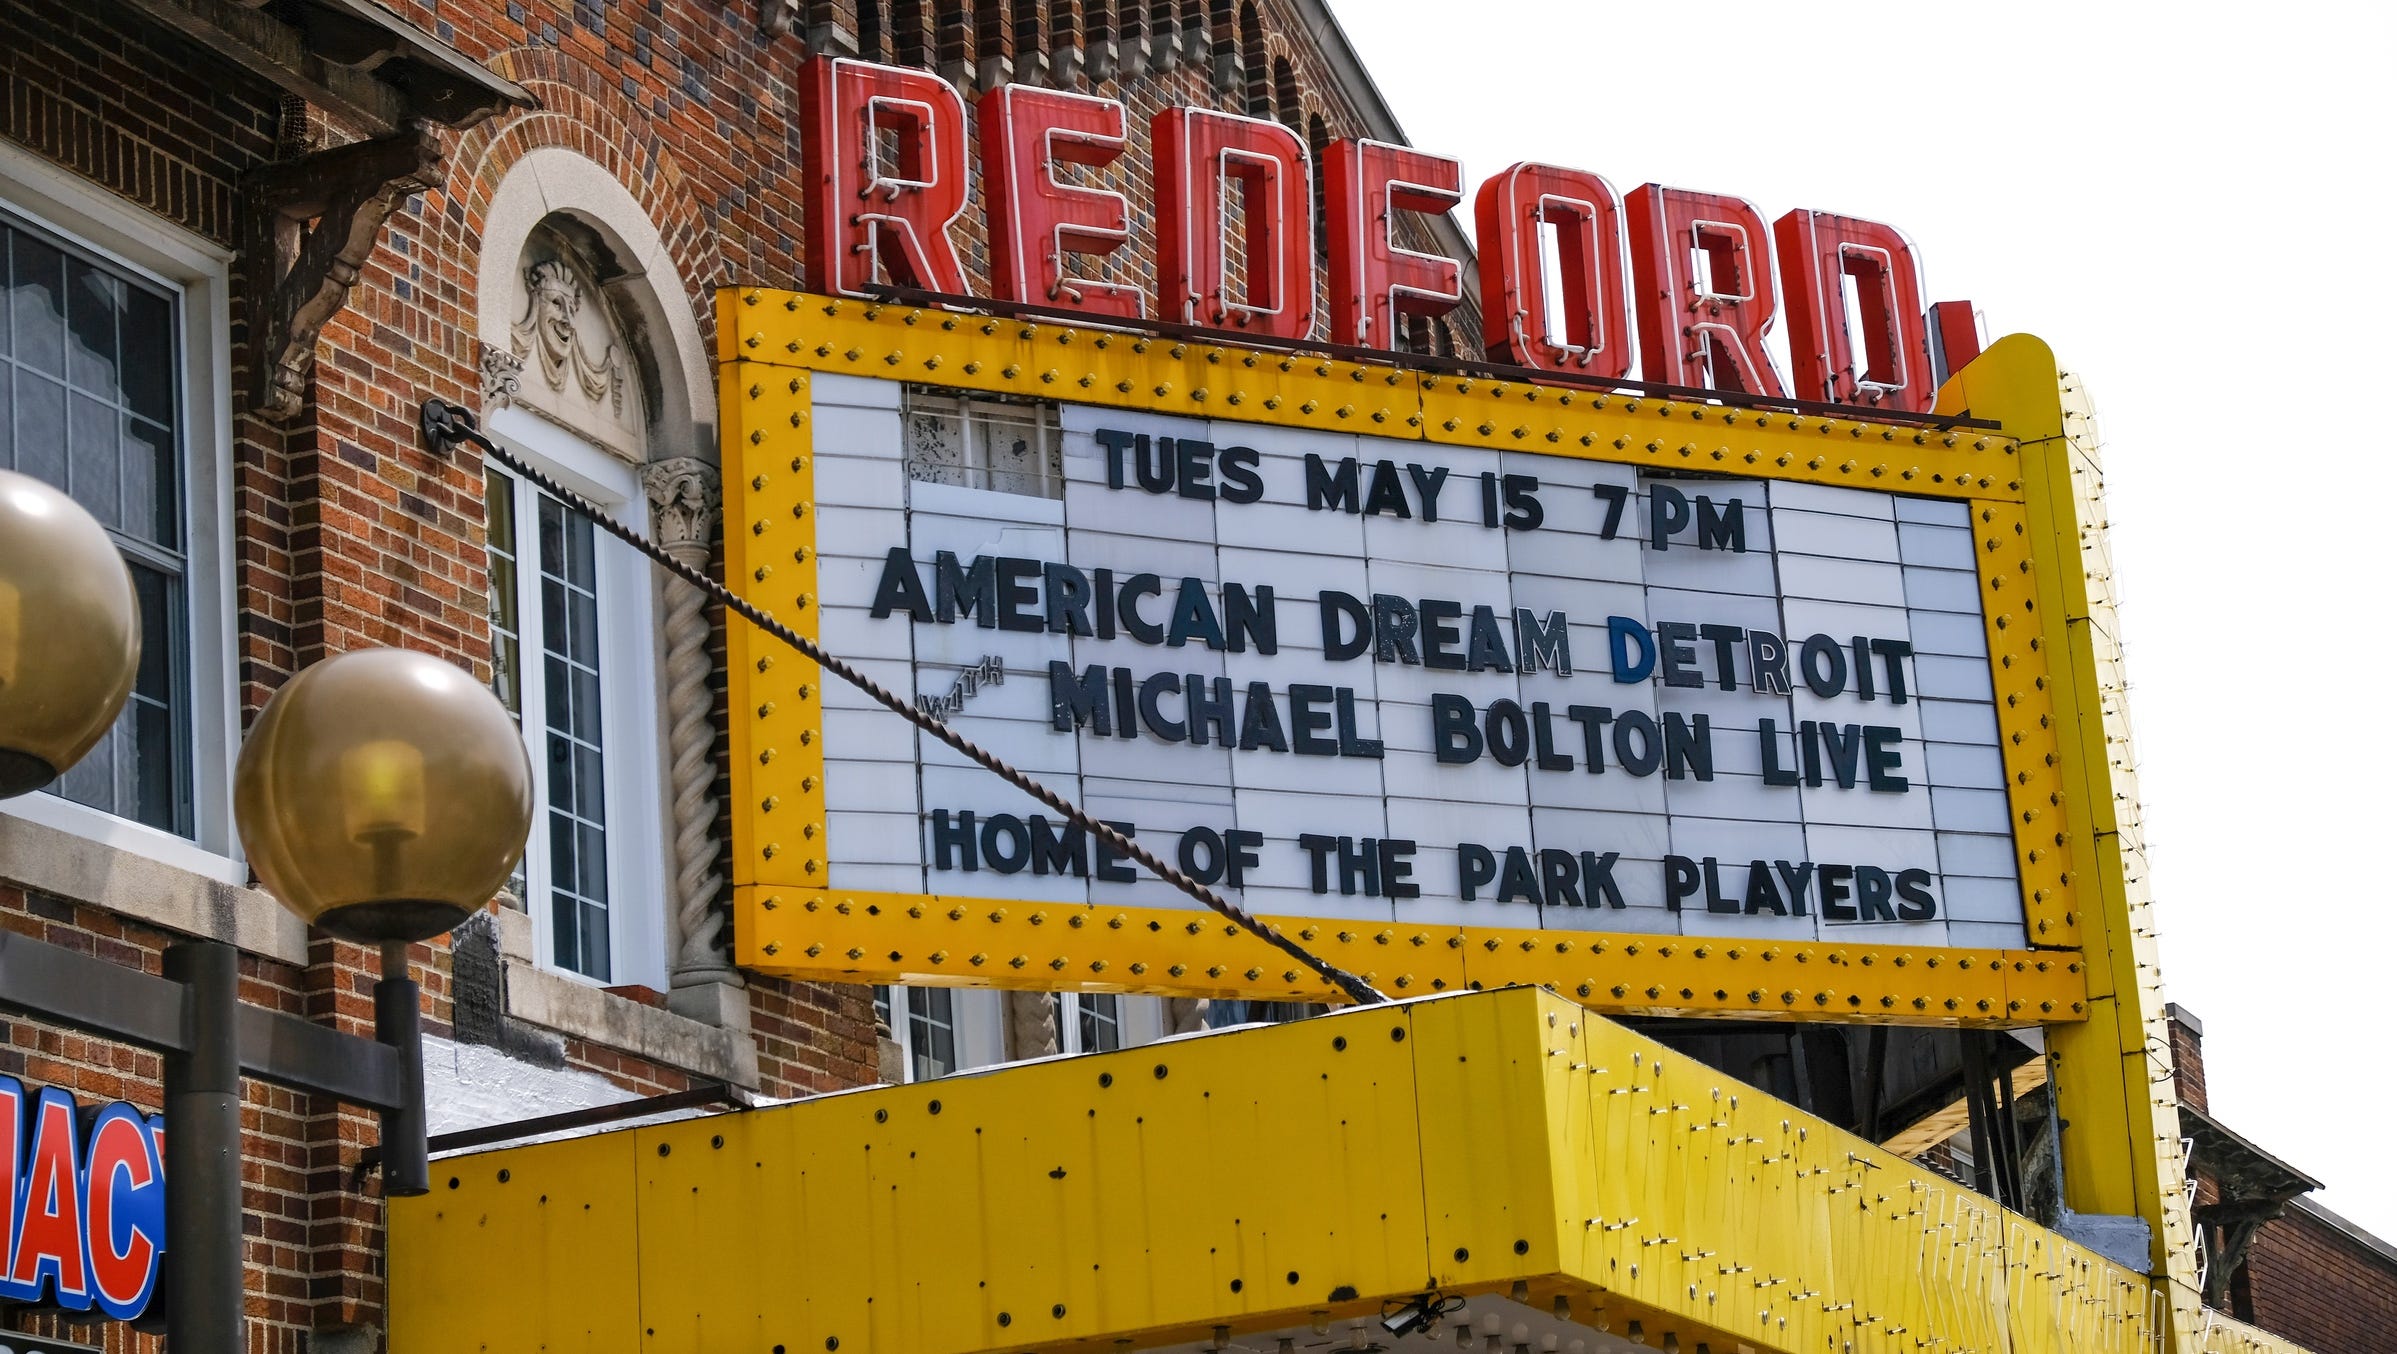 REDFORD
TUES MAY 15 7 PM
AMERICAN DREAM DETROIT
WITH MICHAEL BOLTON LIVE
HOME OF THE PARK PLAYERS